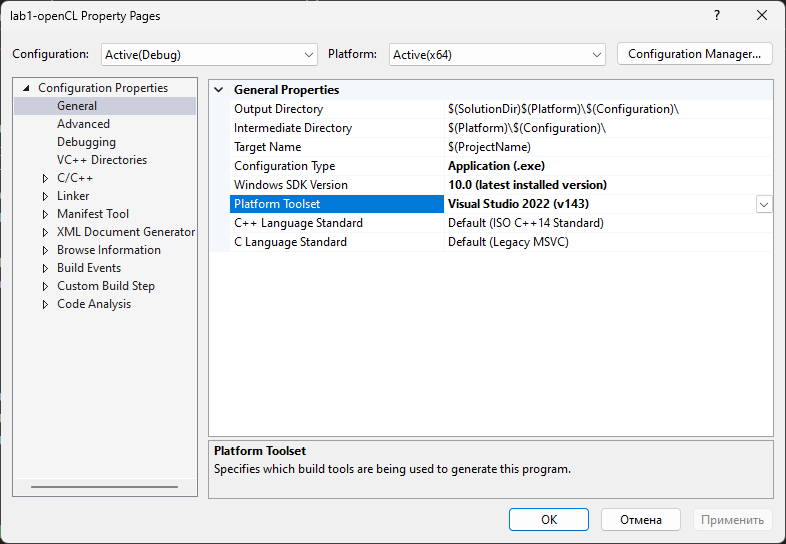 lab1-openCL Property Pages
?
Configuration: Active(Debug) Platform: Active(x64) Configuration Manager...
Configuration Properties
General
Advanced
Debugging
VC++ Directories
C/C++
Linker
Manifest Tool
XML Document Generator
Browse Information
Build Events
Custom Build Step
Code Analysis
General Properties
Output Directory $(SolutionDir)$(Platform)\$(Configuration)\
Intermediate Directory $(Platform)\$(Configuration)\
Target Name $(ProjectName)
Configuration Type Application (.exe)
Windows SDK Version 10.0 (latest installed version)
Platform Toolset Visual Studio 2022 (v143)
C++ Language Standard Default (ISO C++14 Standard)
C Language Standard Default (Legacy MSVC)
Platform Toolset
Specifies which build tools are being used to generate this program.
OK Отмена Применить